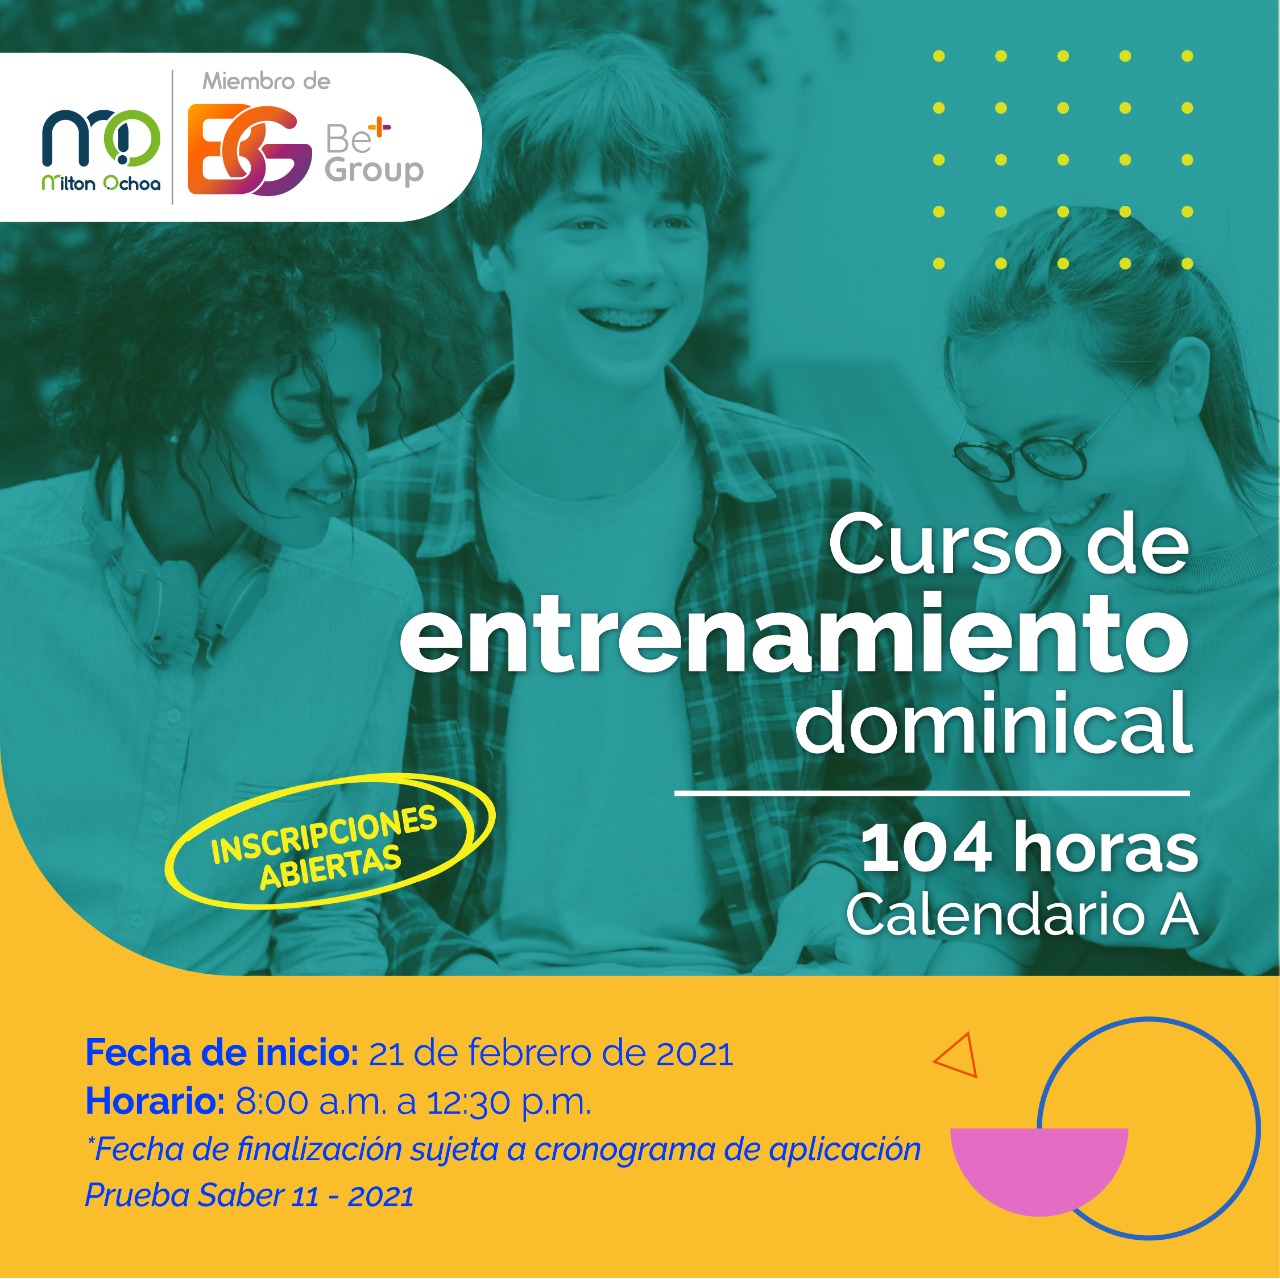 Miembro de
mo
Milton Ochoa
BG
Be+
Group
Curso de
entrenamiento
dominical
104 horas
Calendario A
INSCRIPCIONES
ABIERTAS
Fecha de inicio: 21 de febrero de 2021
Horario: 8:00 a.m. a 12:30 p.m.
*Fecha de finalización sujeta a cronograma de aplicación
Prueba Saber 11 - 2021